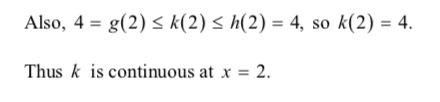 Also, 4 = g(2) ≤ k(2) ≤ h(2) = 4, so k(2) = 4.
Thus k is continuous at x = 2.